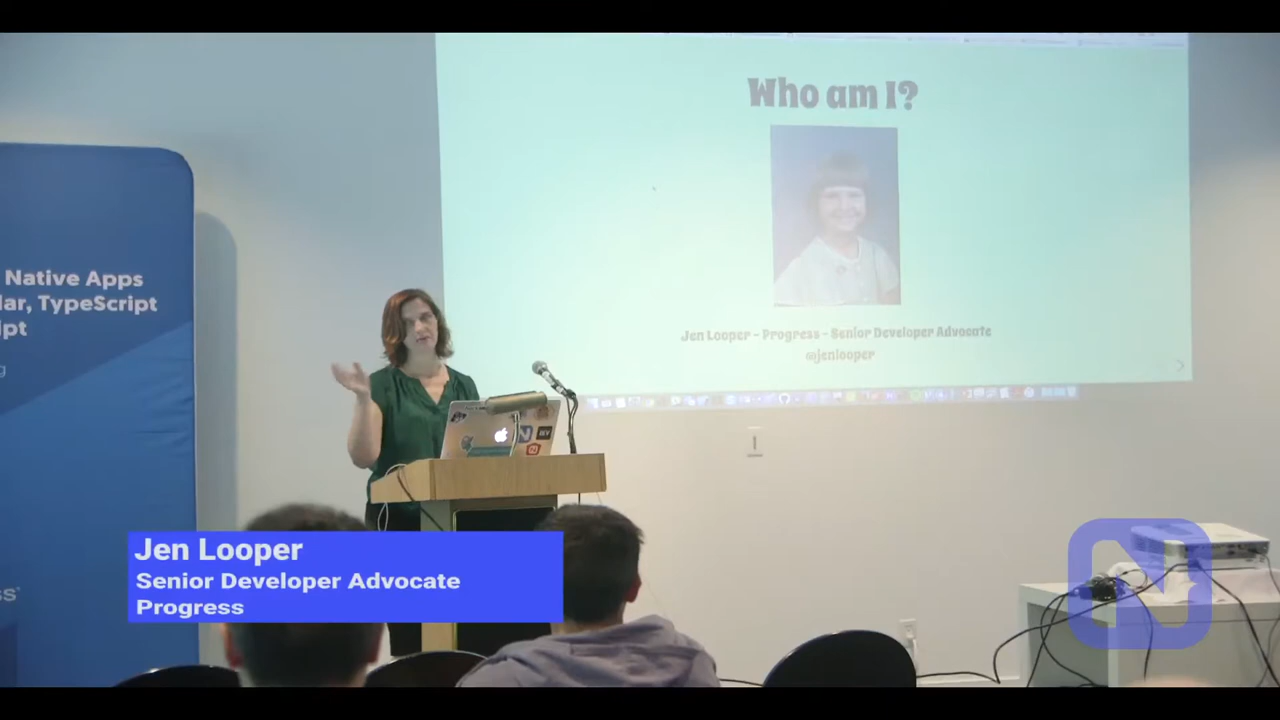 Who am I?
Jen Looper - Progress - Senior Developer Advocate
@jenlooper
Native Apps
lar, TypeScript
ipt
g
DEV
Jen Looper
Senior Developer Advocate
Progress
N